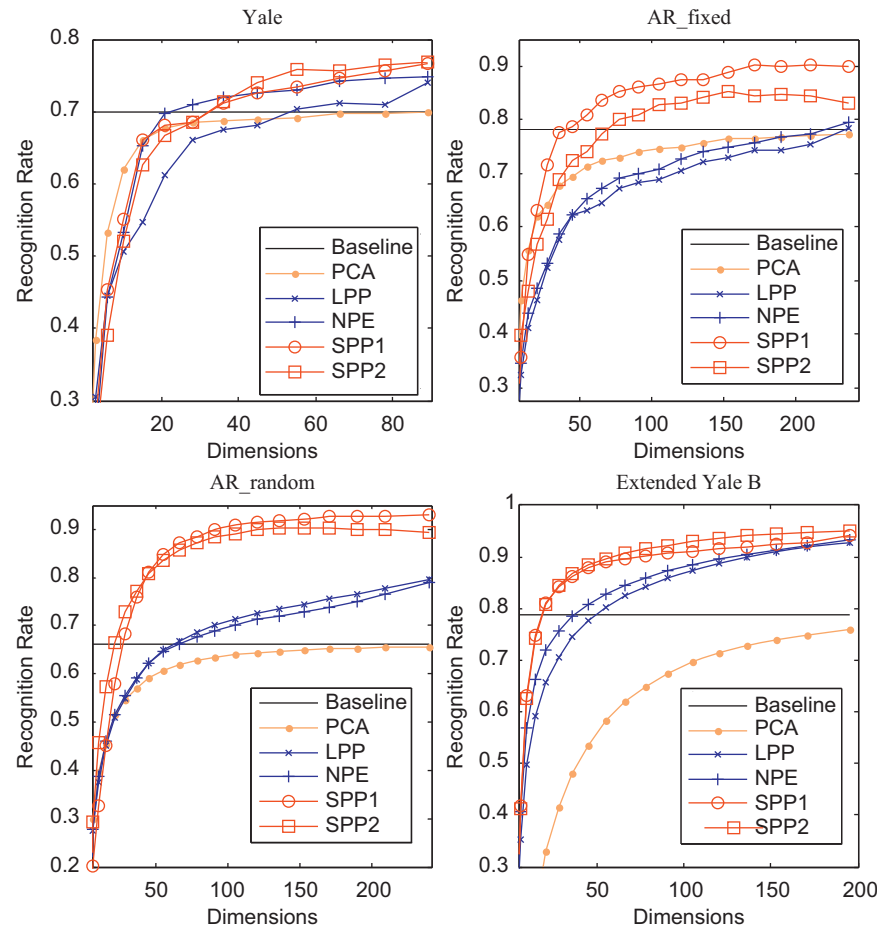 Yale
0.8
0.7
0.6
0.5
0.4
0.3
Recognition Rate
Baseline
PCA
LPP
NPE
SPP1
SPP2
20 40 60 80
Dimensions
AR_fixed
0.9
0.8
0.7
0.6
0.5
0.4
0.3
Recognition Rate
Baseline
PCA
LPP
NPE
SPP1
SPP2
50 100 150 200
Dimensions
AR_random
0.9
0.8
0.7
0.6
0.5
0.4
0.3
0.2
Recognition Rate
Baseline
PCA
LPP
NPE
SPP1
SPP2
50 100 150 200
Dimensions
Extended Yale B
1
0.9
0.8
0.7
0.6
0.5
0.4
0.3
Recognition Rate
Baseline
PCA
LPP
NPE
SPP1
SPP2
50 100 150 200
Dimensions